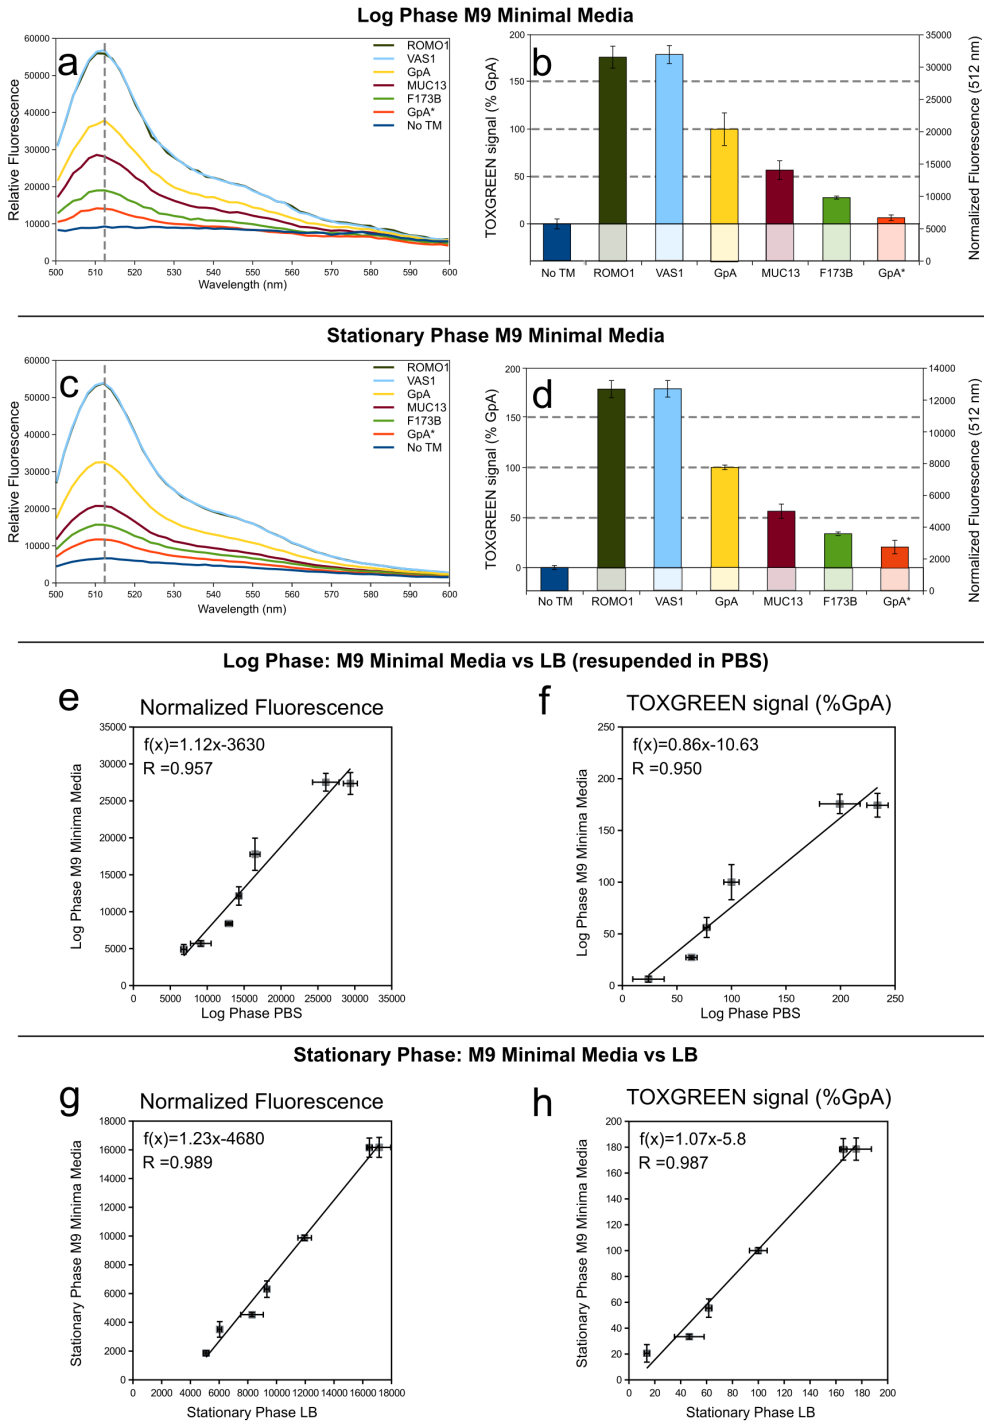 Log Phase M9 Minimal Media
a
Relative Fluorescence
60000
50000
40000
30000
20000
10000
0
500 510 520 530 540 550 560 570 580 590 600
Wavelength (nm)
ROMO1
VAS1
GpA
MUC13
F173B
GpA*
No TM
b
TOXGREEN signal (% GpA)
200
150
100
50
0
35000
30000
25000
20000
15000
10000
5000
0
Normalized Fluorescence (512 nm)
No TM ROMO1 VAS1 GpA MUC13 F173B GpA*
Stationary Phase M9 Minimal Media
c
Relative Fluorescence
60000
50000
40000
30000
20000
10000
0
500 510 520 530 540 550 560 570 580 590 600
Wavelength (nm)
ROMO1
VAS1
GpA
MUC13
F173B
GpA*
No TM
d
TOXGREEN signal (% GpA)
200
150
100
50
0
14000
12000
10000
8000
6000
4000
2000
0
Normalized Fluorescence (512 nm)
No TM ROMO1 VAS1 GpA MUC13 F173B GpA*
Log Phase: M9 Minimal Media vs LB (resupended in PBS)
e
Normalized Fluorescence
f(x)=1.12x-3630
R =0.957
Log Phase M9 Minima Media
35000
30000
25000
20000
15000
10000
5000
0
0 5000 10000 15000 20000 25000 30000 35000
Log Phase PBS
f
TOXGREEN signal (%GpA)
f(x)=0.86x-10.63
R =0.950
Log Phase M9 Minima Media
250
200
150
100
50
0
0 50 100 150 200 250
Log Phase PBS
Stationary Phase: M9 Minimal Media vs LB
g
Normalized Fluorescence
f(x)=1.23x-4680
R =0.989
Stationary Phase M9 Minima Media
18000
16000
14000
12000
10000
8000
6000
4000
2000
0
0 2000 4000 6000 8000 10000 12000 14000 16000 18000
Stationary Phase LB
h
TOXGREEN signal (%GpA)
f(x)=1.07x-5.8
R =0.987
Stationary Phase M9 Minima Media
200
180
160
140
120
100
80
60
40
20
0
0 20 40 60 80 100 120 140 160 180 200
Stationary Phase LB